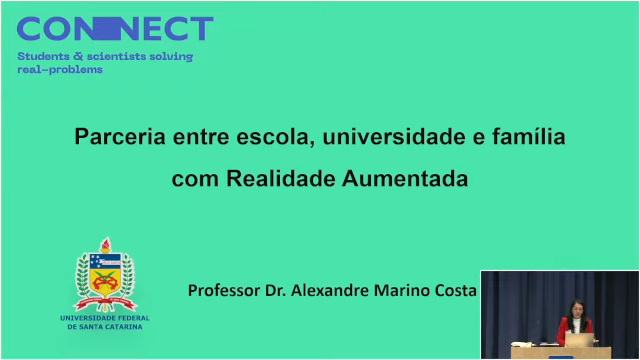 CONNECT
Students & scientists solving
real-problems
Parceria entre escola, universidade e família
com Realidade Aumentada
Professor Dr. Alexandre Marino Costa
UNIVERSIDADE FEDERAL
DE SANTA CATARINA